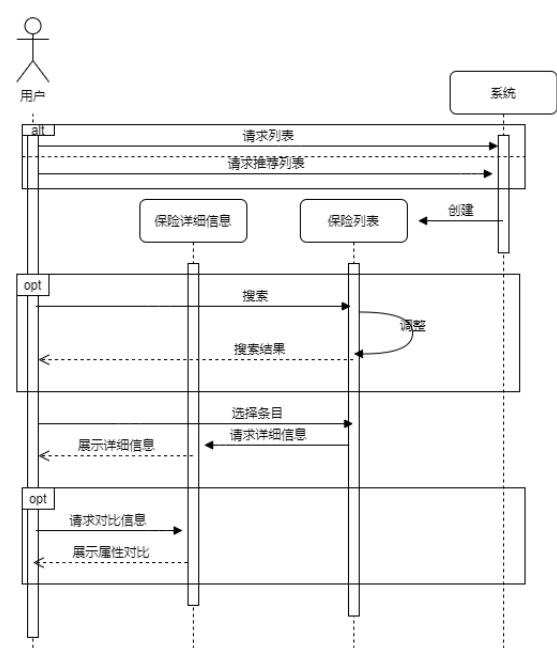 用户
系统
alt
请求列表
请求推荐列表
创建
保险详细信息
保险列表
opt
搜索
调整
搜索结果
选择条目
请求详细信息
展示详细信息
opt
请求对比信息
展示属性对比